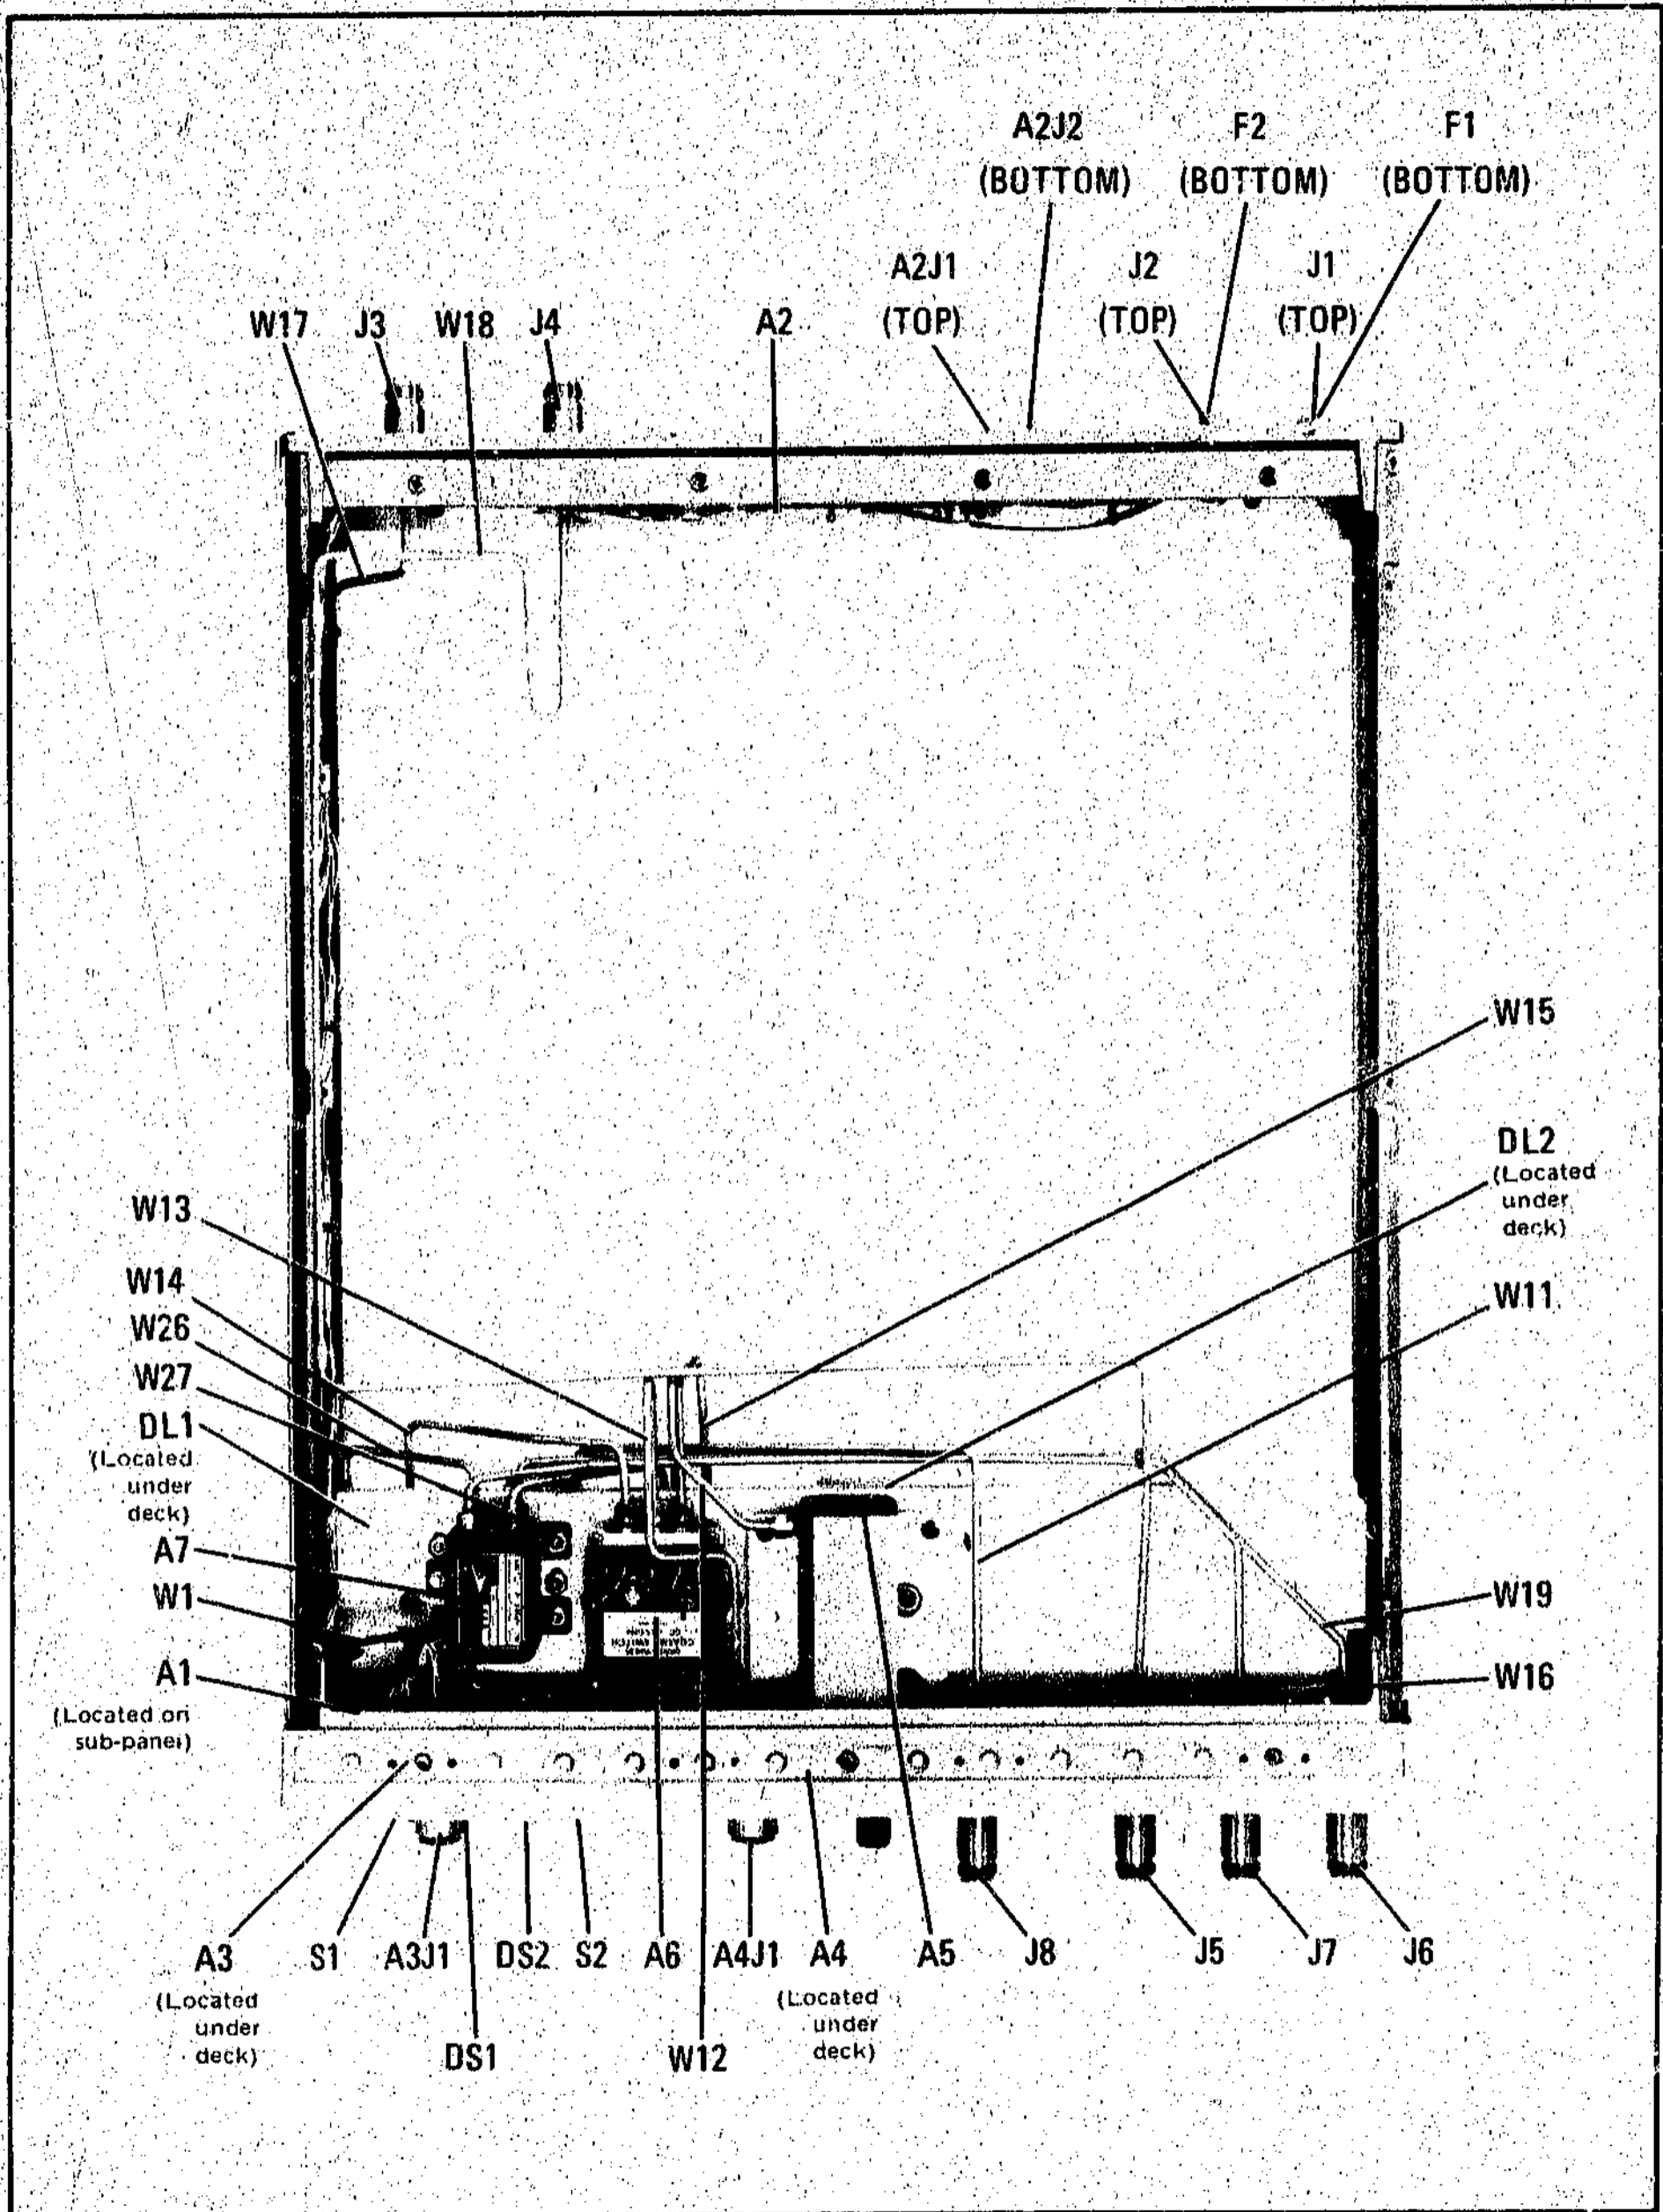 A2J2 F2 F1
(BOTTOM) (BOTTOM) (BOTTOM)
A2J1 J2 J1
(TOP) (TOP) (TOP)
W17 J3 W18 J4 A2
W15
DL2
(Located
under
deck)
W11
W13
W14
W26
W27
DL1
(Located
under
deck)
A7
W1
A1
(Located on
sub-panel)
W19
W16
A3 S1 A3J1 DS2 S2 A6 A4J1 A4 A5 J8 J5 J7 J6
(Located
under
deck)
(Located
under
deck)
DS1 W12